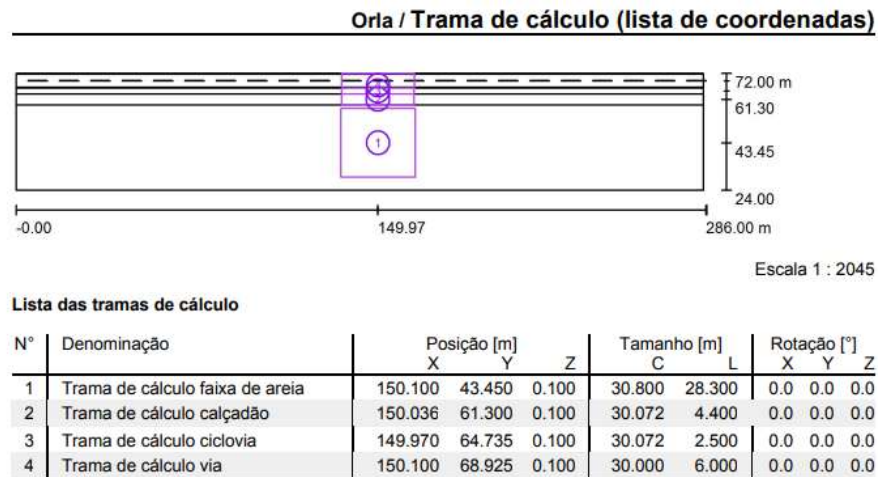 Orla / Trama de cálculo (lista de coordenadas)
72.00 m
61.30
1
43.45
24.00
-0.00 149.97 286.00 m
Escala 1 : 2045
Lista das tramas de cálculo
N° Denominação Posição [m] Tamanho [m] Rotação [°]
X Y Z C L X Y Z
1 Trama de cálculo faixa de areia 150.100 43.450 0.100 30.800 28.300 0.0 0.0 0.0
2 Trama de cálculo calçadão 150.036 61.300 0.100 30.072 4.400 0.0 0.0 0.0
3 Trama de cálculo ciclovia 149.970 64.735 0.100 30.072 2.500 0.0 0.0 0.0
4 Trama de cálculo via 150.100 68.925 0.100 30.000 6.000 0.0 0.0 0.0